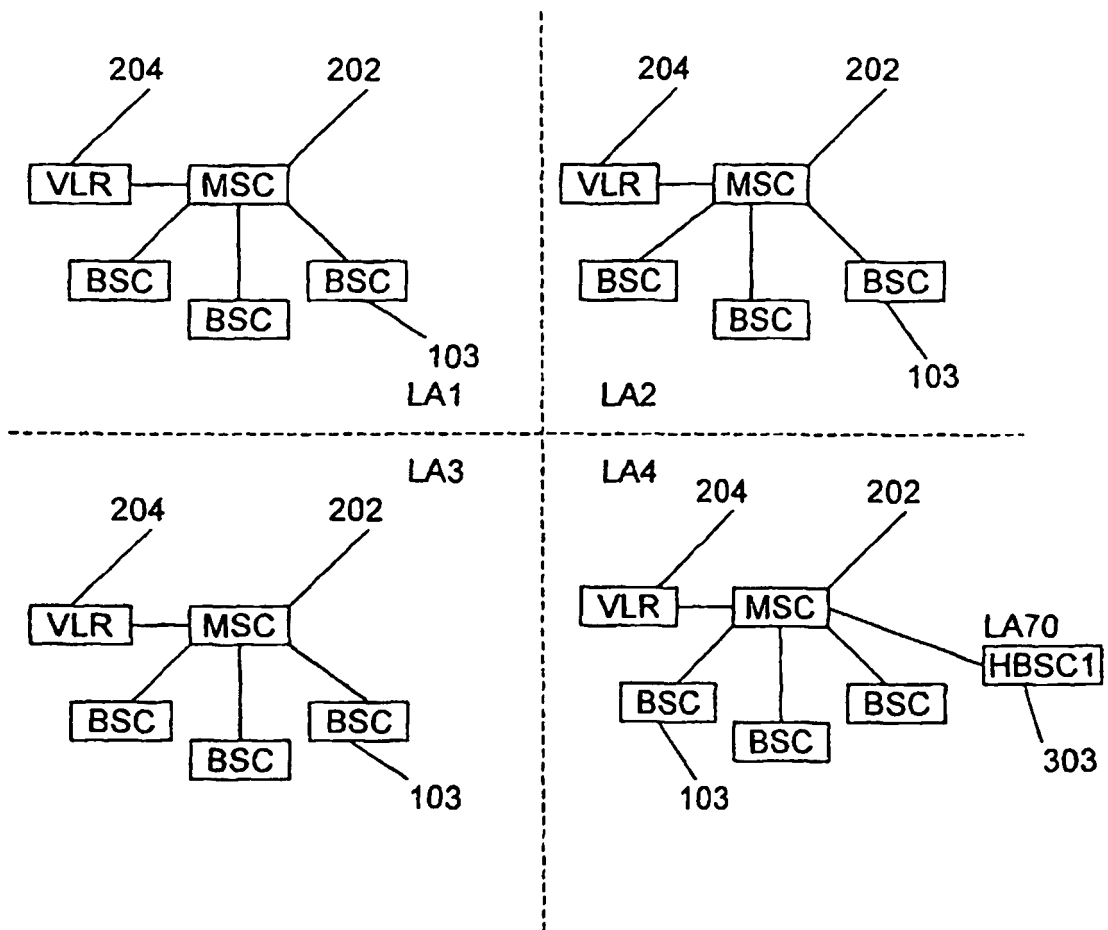 204 202
VLR MSC
BSC BSC
BSC
103
LA1
204 202
VLR MSC
BSC BSC
BSC
103
LA2
LA3
204 202
VLR MSC
BSC BSC
BSC
103
LA4
204 202
VLR MSC
LA70
HBSC1
BSC BSC
BSC
303
103